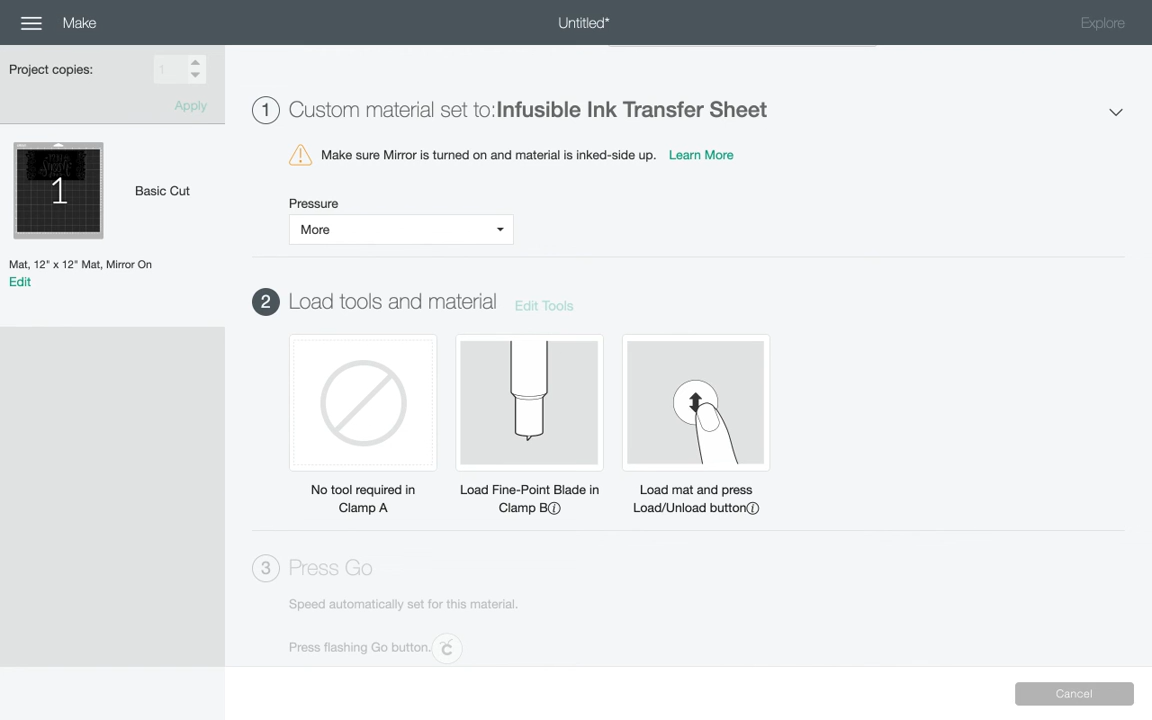 Make
Untitled*
Explore
Project copies:
1
Apply
1
Basic Cut
Mat, 12" x 12" Mat, Mirror On
Edit
1 Custom material set to:Infusible Ink Transfer Sheet
Make sure Mirror is turned on and material is inked-side up. Learn More
Pressure
More
2 Load tools and material Edit Tools
No tool required in
Clamp A
Load Fine-Point Blade in
Clamp B
Load mat and press
Load/Unload button
3 Press Go
Speed automatically set for this material.
Press flashing Go button.
Cancel